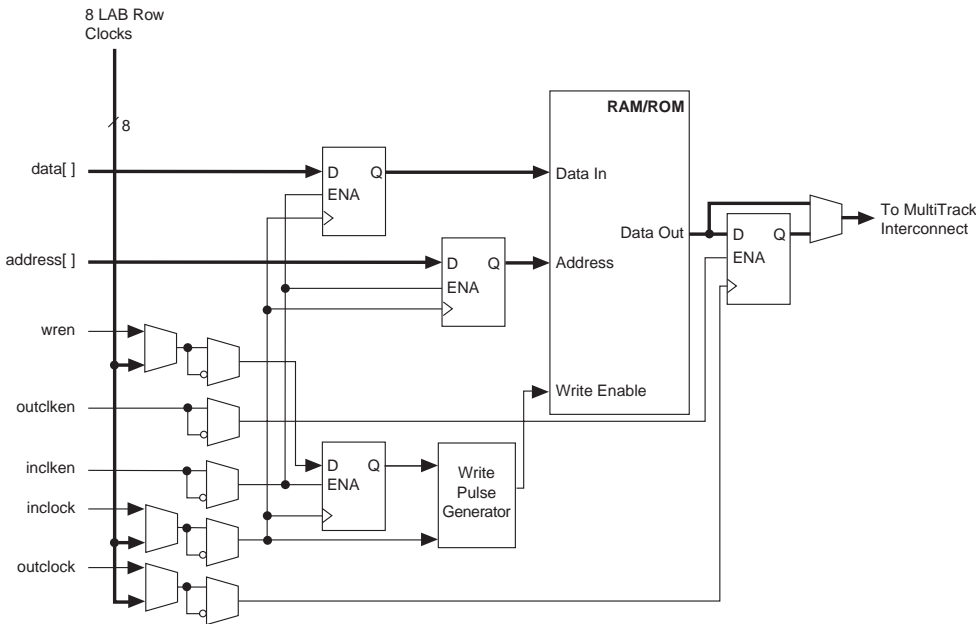 8 LAB Row
Clocks
8
RAM/ROM
data[ ]
D Q
ENA
Data In
To MultiTrack
Interconnect
Data Out
D Q
ENA
address[ ]
D Q
ENA
Address
wren
Write Enable
outclken
inclken
D Q
ENA
Write
Pulse
Generator
inclock
outclock